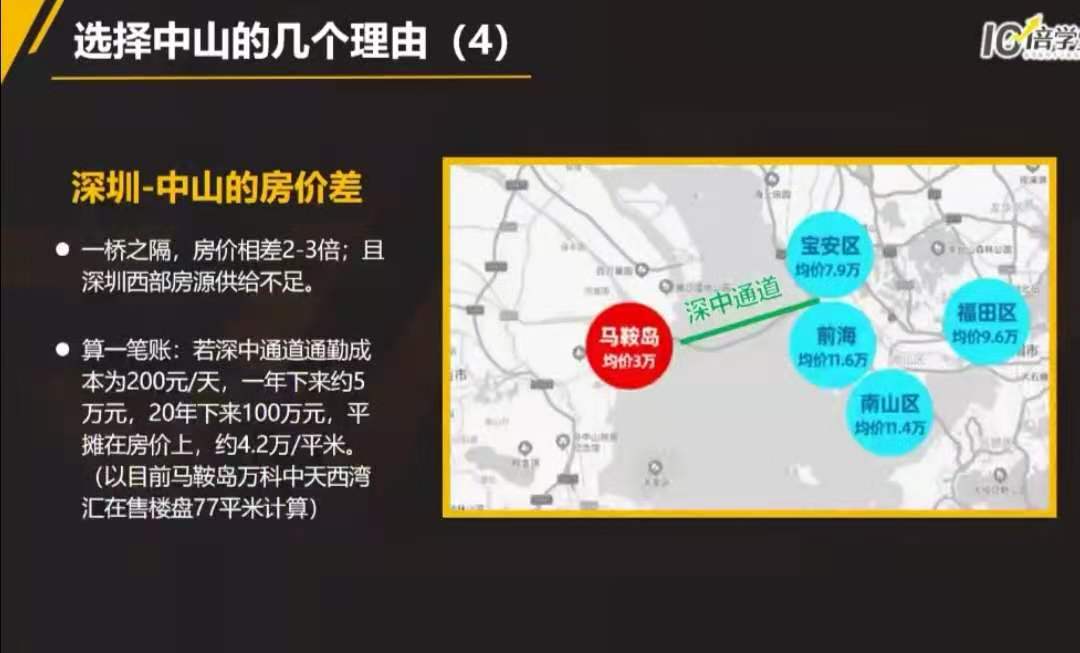 选择中山的几个理由（4）
深圳-中山的房价差
一桥之隔，房价相差2-3倍；且
深圳西部房源供给不足。
算一笔账：若深中通道通勤成
本为200元/天，一年下来约5
万元，20年下来100万元，平
摊在房价上，约4.2万/平米。
（以目前马鞍岛万科中天西湾
汇在售楼盘77平米计算）
宝安区
均价7.9万
深中通道
福田区
均价9.6万
马鞍岛
均价3万
前海
均价11.6万
南山区
均价11.4万